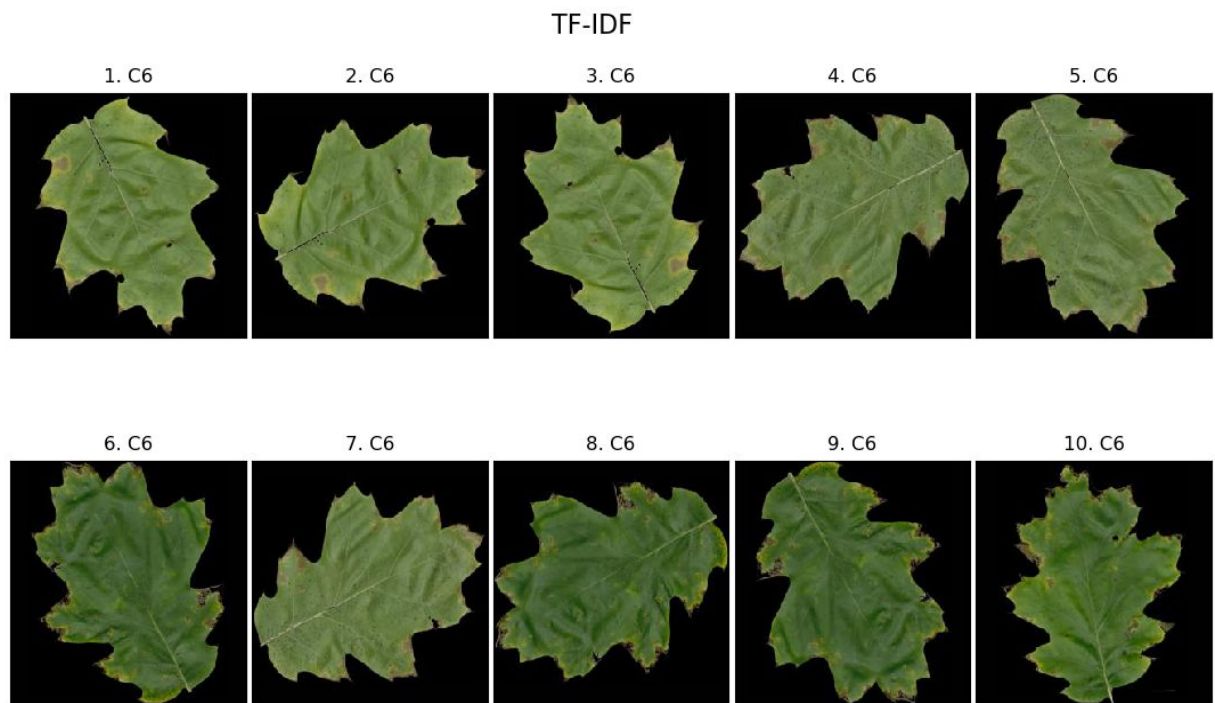 TF-IDF
1. C6
2. C6
3. C6
4. C6
5. C6
6. C6
7. C6
8. C6
9. C6
10. C6